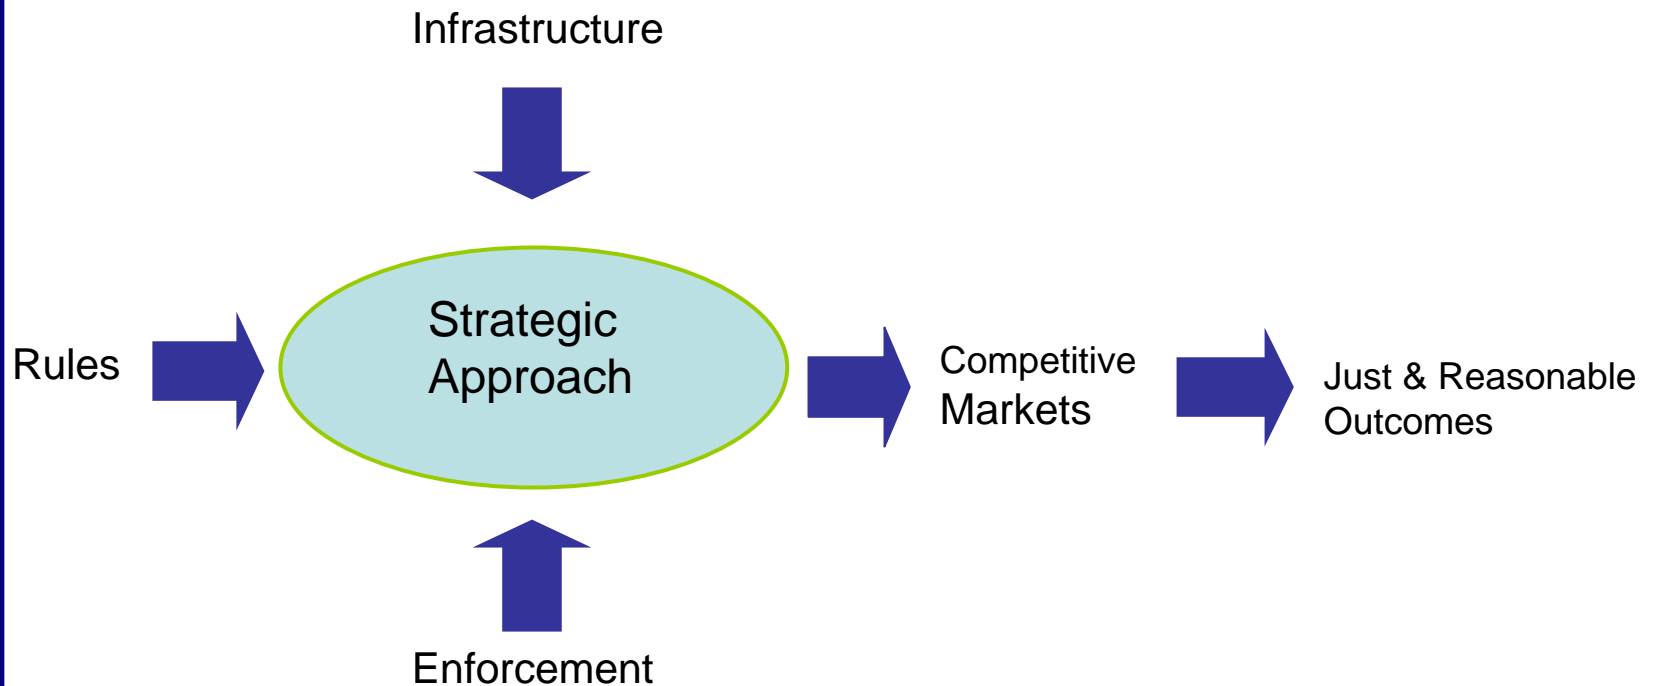 Infrastructure
Strategic
Approach
Rules
Competitive
Markets
Just & Reasonable
Outcomes
Enforcement